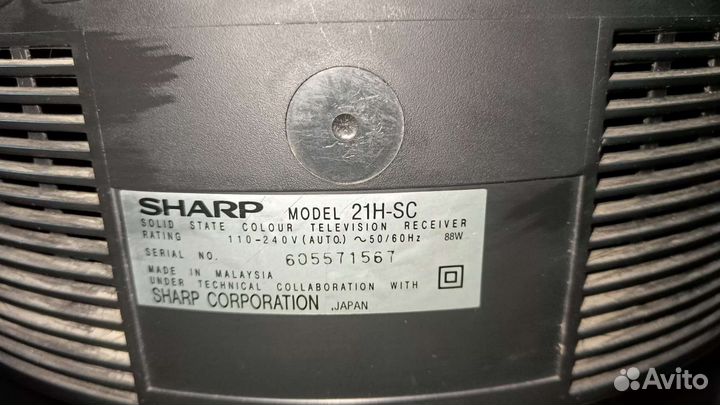 SHARP MODEL 21H-SC
SOLID STATE COLOUR TELEVISION RECEIVER
RATING 110-240V (AUTO.) ∼50/60Hz 88W
SERIAL NO. 605571567
MADE IN MALAYSIA
UNDER TECHNICAL COLLABORATION WITH
SHARP CORPORATION ,JAPAN
Avito